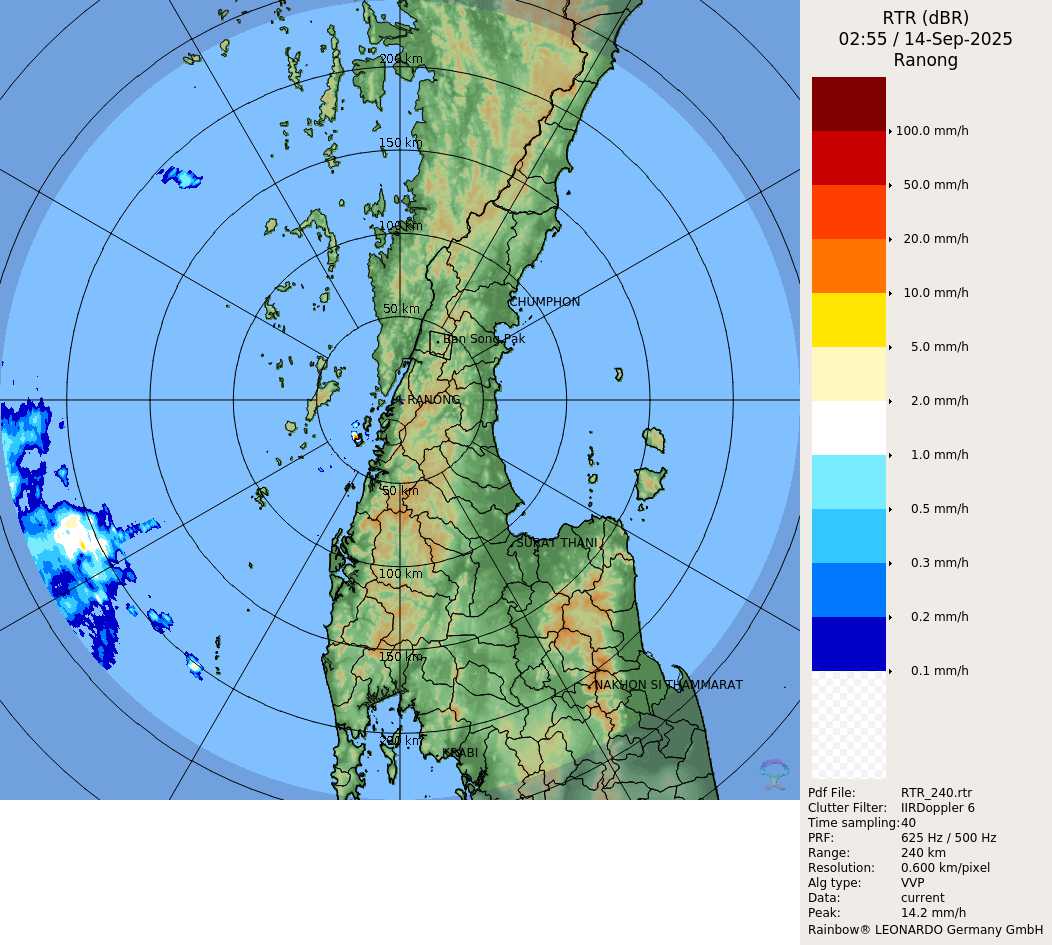 RTR (dBR)
02:55 / 14-Sep-2025
Ranong
200 km
150 km
100 km
50 km
CHUMPHON
Ban Song Pak
RANONG
50 km
SURAT THANI
100 km
150 km
NAKHON SI THAMMARAT
200 km
KRABI
100.0 mm/h
50.0 mm/h
20.0 mm/h
10.0 mm/h
5.0 mm/h
2.0 mm/h
1.0 mm/h
0.5 mm/h
0.3 mm/h
0.2 mm/h
0.1 mm/h
Pdf File: RTR_240.rtr
Clutter Filter: IIRDoppler 6
Time sampling:40
PRF: 625 Hz / 500 Hz
Range: 240 km
Resolution: 0.600 km/pixel
Alg type: VVP
Data: current
Peak: 14.2 mm/h
Rainbow® LEONARDO Germany GmbH